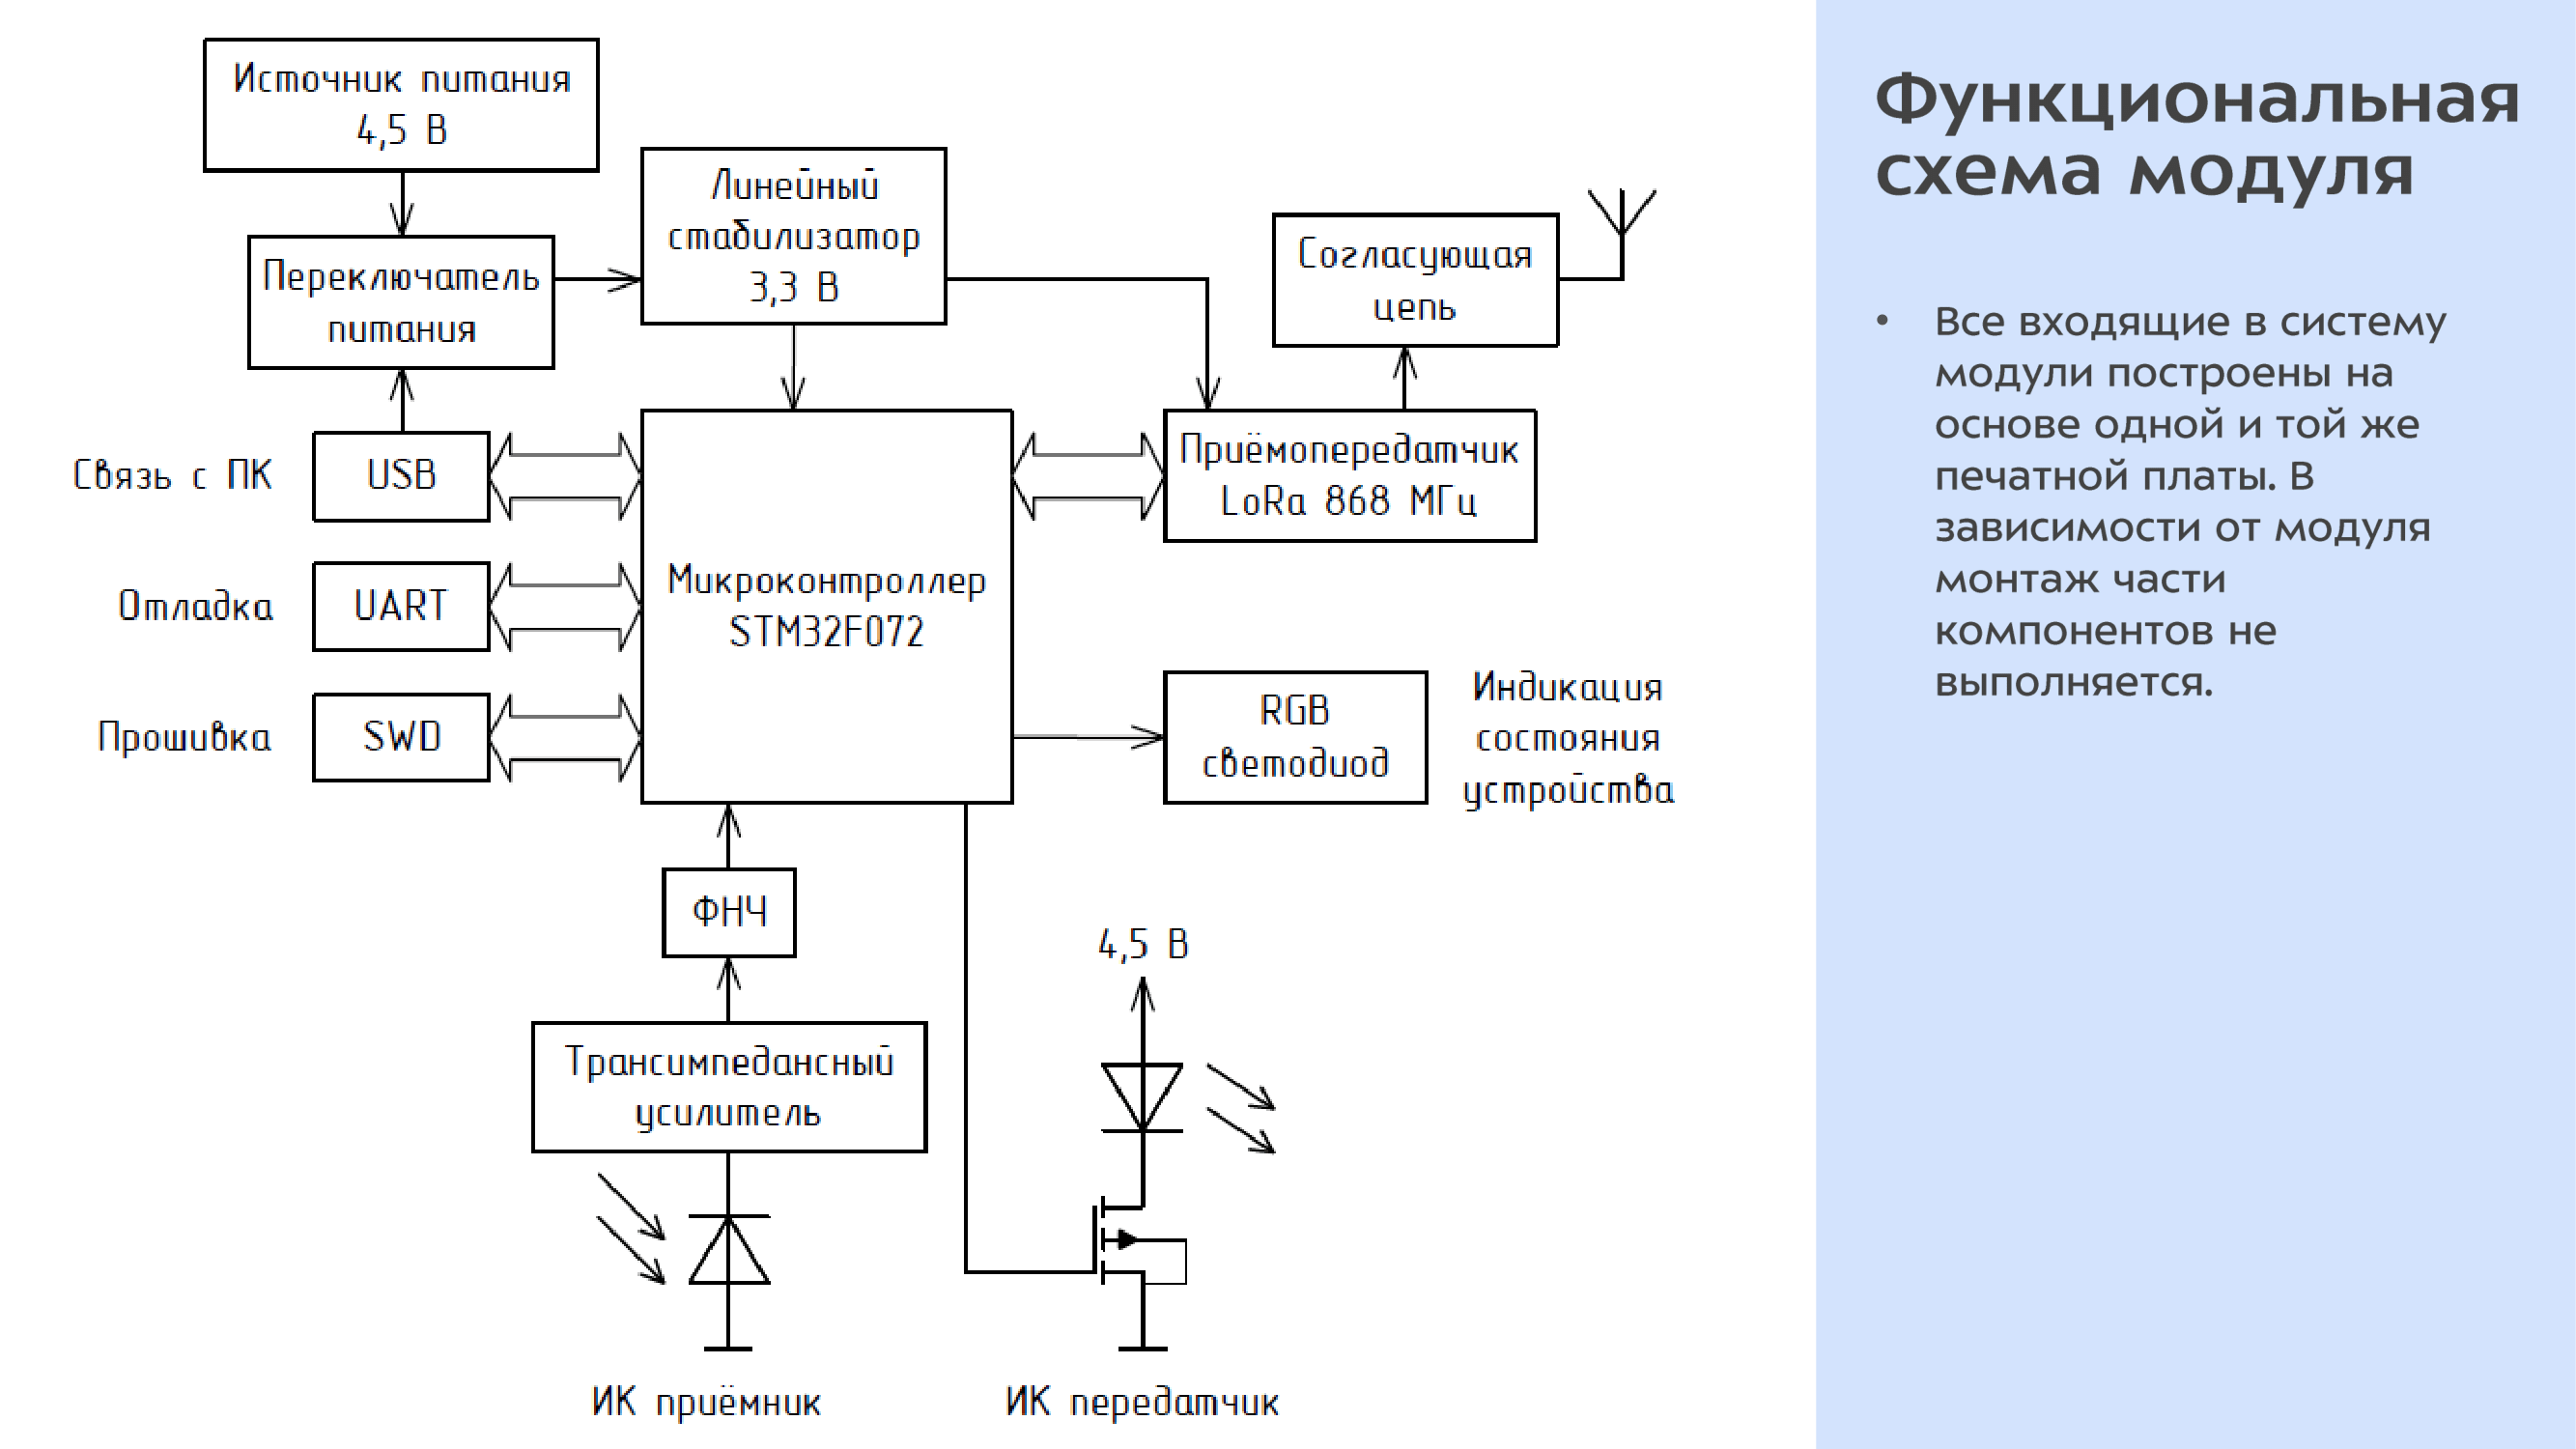 Функциональная
схема модуля
• Все входящие в систему
модули построены на
основе одной и той же
печатной платы. В
зависимости от модуля
монтаж части
компонентов не
выполняется.
Источник питания
4,5 В
Переключатель
питания
Линейный
стабилизатор
3,3 В
Согласующая
цепь
Связь с ПК
USB
Отладка
UART
Прошивка
SWD
Микроконтроллер
STM32F072
Приёмопередатчик
LoRa 868 МГц
RGB
светодиод
Индикация
состояния
устройства
ФНЧ
Трансимпедансный
усилитель
4,5 В
ИК приёмник
ИК передатчик